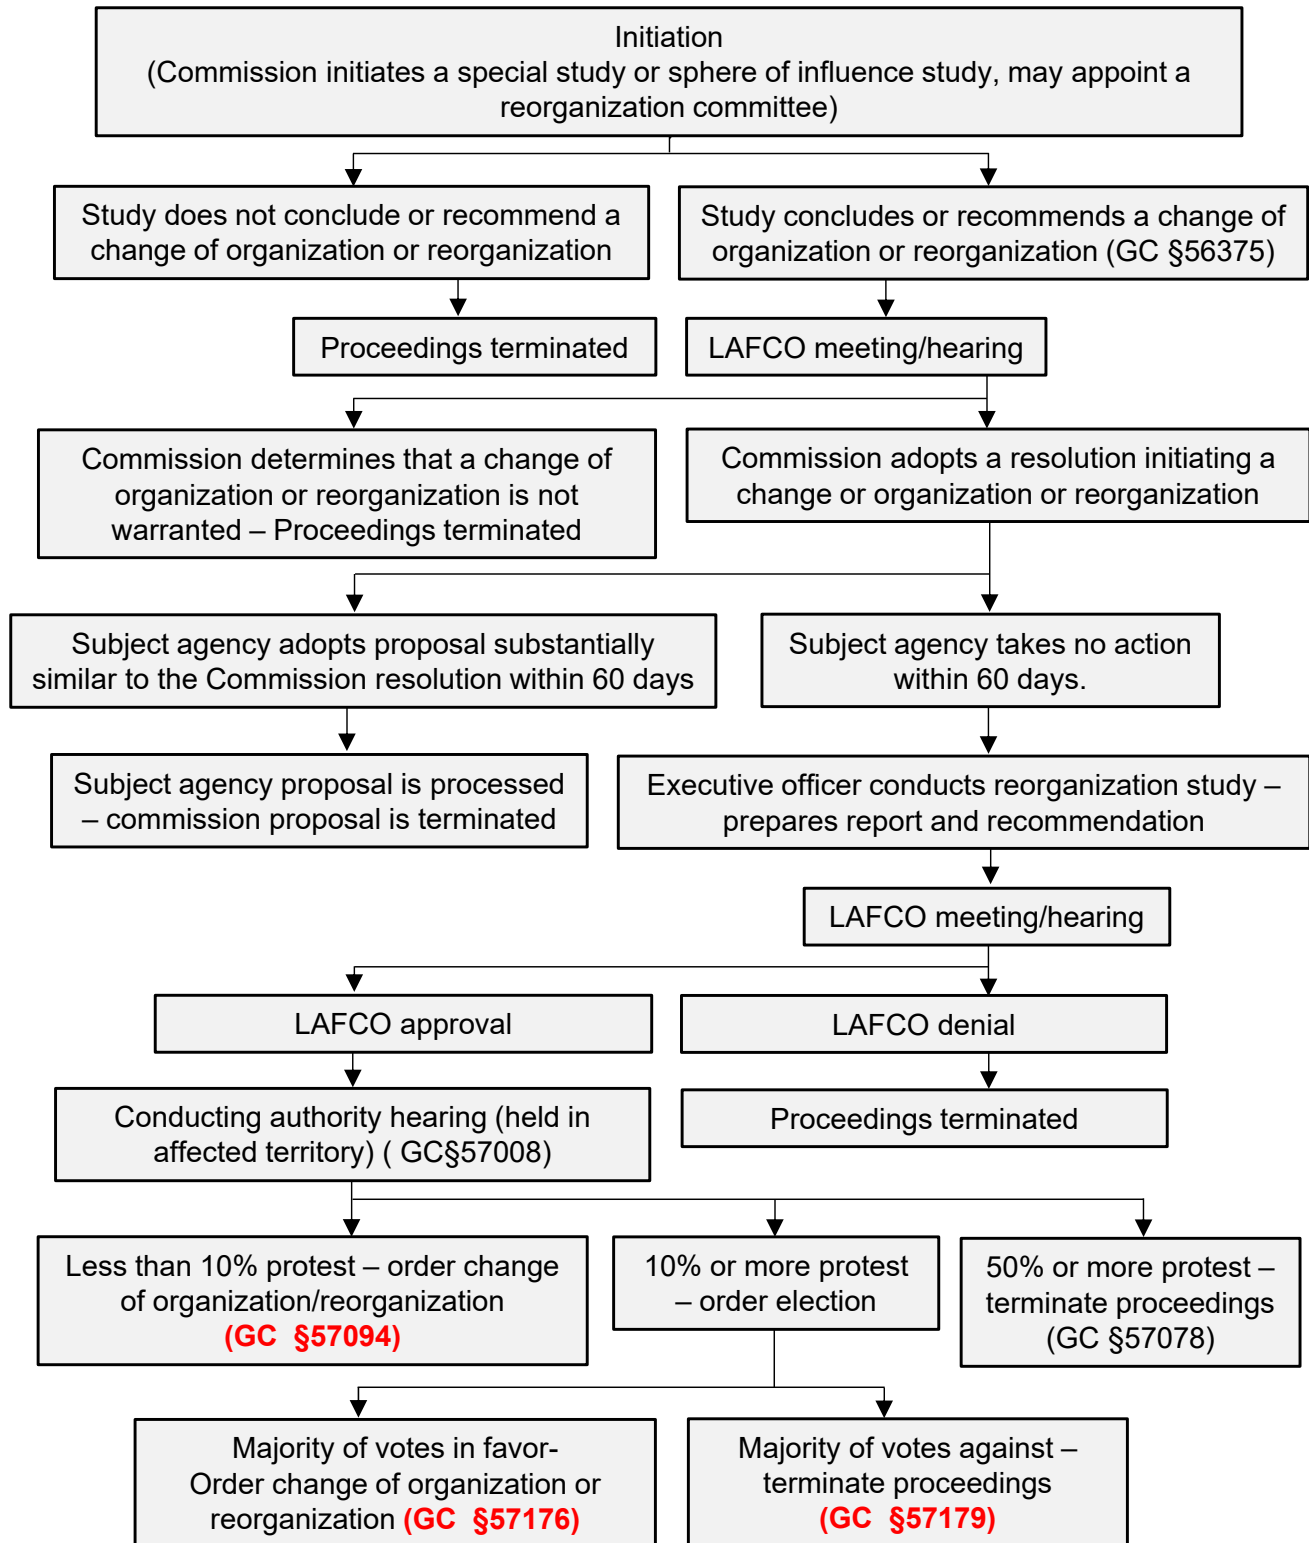 Initiation
(Commission initiates a special study or sphere of influence study, may appoint a
reorganization committee)
Study does not conclude or recommend a
change of organization or reorganization
Study concludes or recommends a change of
organization or reorganization (GC §56375)
Proceedings terminated
LAFCO meeting/hearing
Commission determines that a change of
organization or reorganization is not
warranted – Proceedings terminated
Commission adopts a resolution initiating a
change or organization or reorganization
Subject agency adopts proposal substantially
similar to the Commission resolution within 60 days
Subject agency takes no action
within 60 days.
Subject agency proposal is processed
– commission proposal is terminated
Executive officer conducts reorganization study –
prepares report and recommendation
LAFCO meeting/hearing
LAFCO approval
LAFCO denial
Conducting authority hearing (held in
affected territory) ( GC§57008)
Proceedings terminated
Less than 10% protest – order change
of organization/reorganization
(GC  §57094)
10% or more protest
– order election
50% or more protest –
terminate proceedings
(GC §57078)
Majority of votes in favor-
Order change of organization or
reorganization (GC  §57176)
Majority of votes against –
terminate proceedings
(GC  §57179)